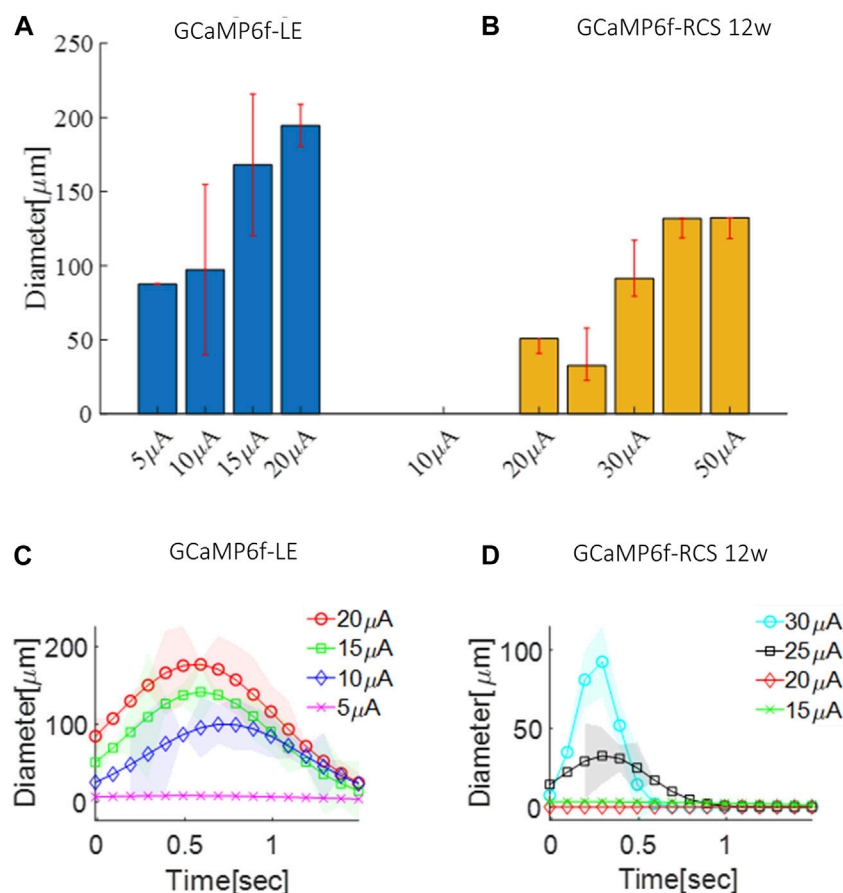 A
GCaMP6f-LE
B
GCaMP6f-RCS 12w
Diameter[μm]
250
200
150
100
50
0
5μA
10μA
15μA
20μA
10μA
20μA
30μA
50μA
C
GCaMP6f-LE
Diameter[μm]
200
100
0
0
0.5
1
Time[sec]
20μA
15μA
10μA
5μA
D
GCaMP6f-RCS 12w
Diameter[μm]
100
50
0
0
0.5
1
Time[sec]
30μA
25μA
20μA
15μA